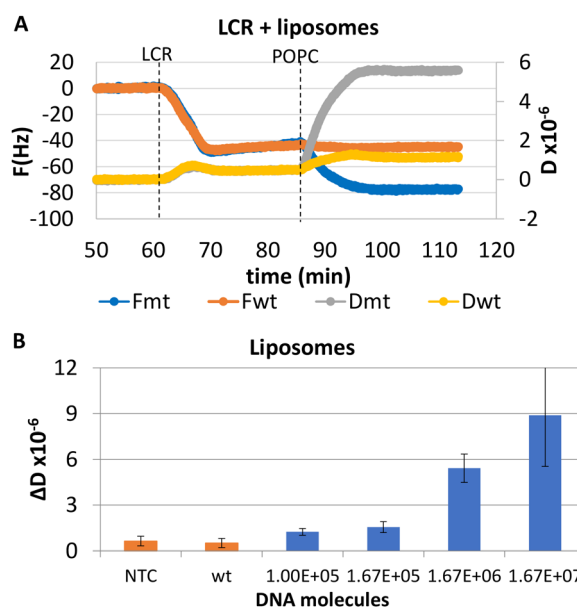 A
LCR + liposomes
LCR
POPC
20
0
-20
-40
-60
-80
-100
F(Hz)
6
4
2
0
-2
D x10-6
50 60 70 80 90 100 110 120
time (min)
Fmt Fwt Dmt Dwt
B
Liposomes
12
9
6
3
0
ΔD x10-6
NTC wt 1.00E+05 1.67E+05 1.67E+06 1.67E+07
DNA molecules